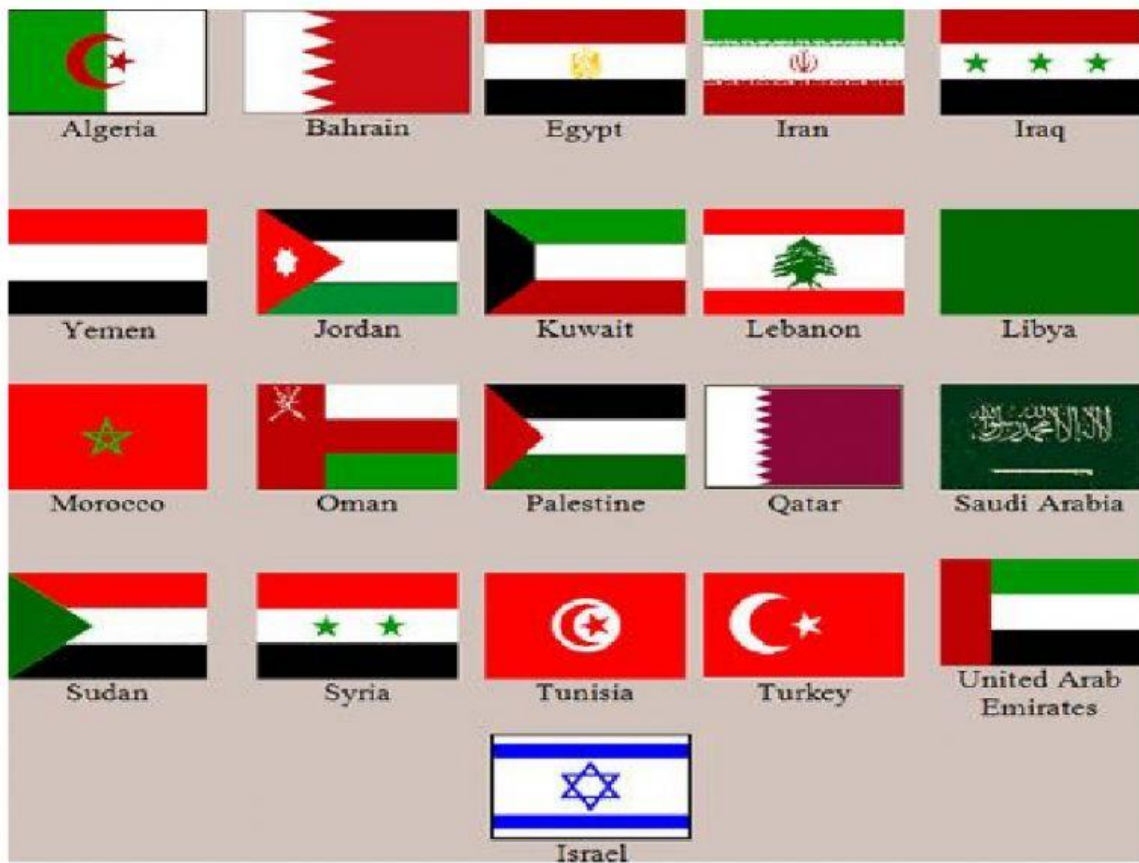 Algeria
Bahrain
Egypt
Iran
Iraq
Yemen
Jordan
Kuwait
Lebanon
Libya
Morocco
Oman
Palestine
Qatar
Saudi Arabia
Sudan
Syria
Tunisia
Turkey
United Arab
Emirates
Israel